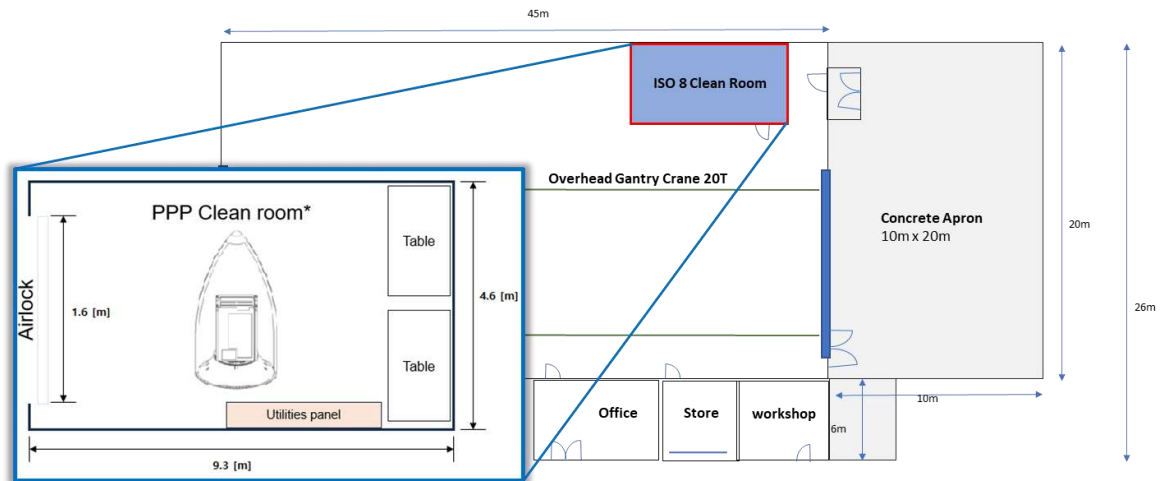 45m
ISO 8 Clean Room
Overhead Gantry Crane 20T
PPP Clean room*
Table
Concrete Apron
10m x 20m
20m
26m
Airlock
1.6 [m]
4.6 [m]
Table
Utilities panel
9.3 [m]
Office
Store
workshop
6m
10m